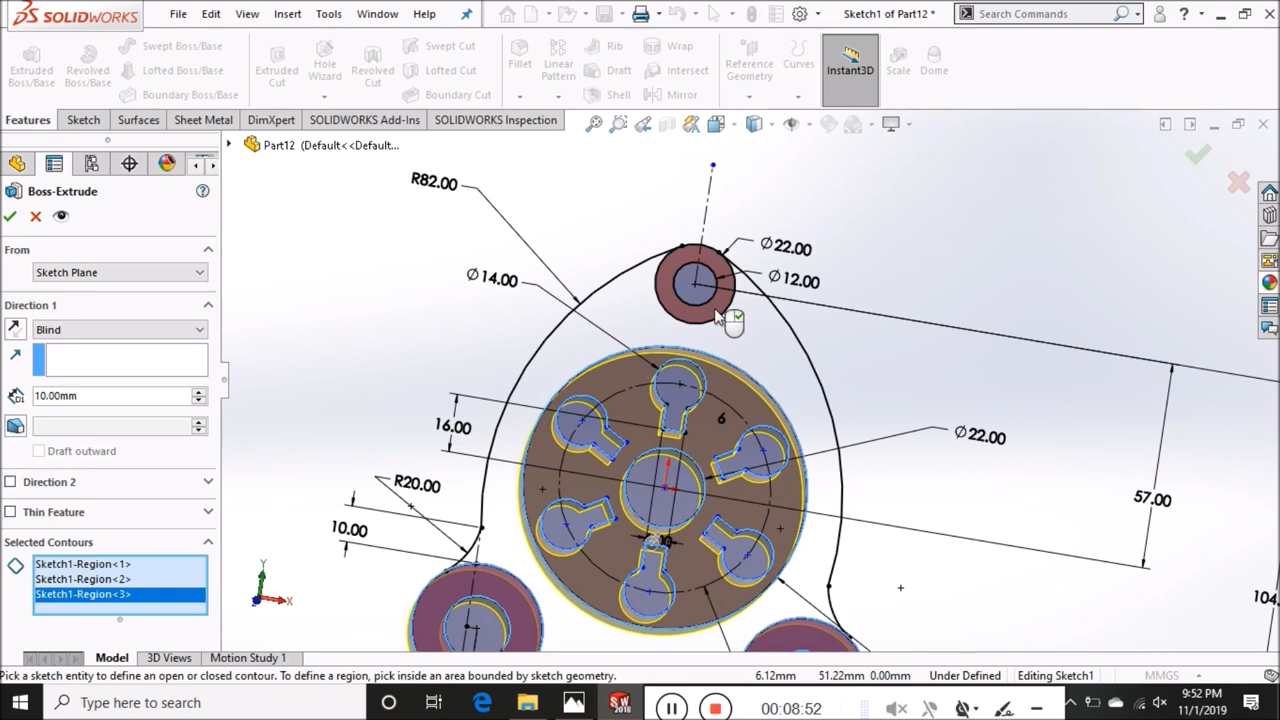 SOLIDWORKS File Edit View Insert Tools Window Help Sketch1 of Part12 * Search Commands ?
Extruded Boss/Base
Revolved Boss/Base
Swept Boss/Base
Lofted Boss/Base
Boundary Boss/Base
Extruded Cut
Hole Wizard
Revolved Cut
Swept Cut
Lofted Cut
Boundary Cut
Fillet
Linear Pattern
Rib
Draft
Shell
Wrap
Intersect
Mirror
Reference Geometry
Curves
Instant3D
Scale
Dome
Features Sketch Surfaces Sheet Metal DimXpert SOLIDWORKS Add-Ins SOLIDWORKS Inspection
Part12 (Default<<Default...
Boss-Extrude
From
Sketch Plane
Direction 1
Blind
10.00mm
Draft outward
Direction 2
Thin Feature
Selected Contours
Sketch1-Region<1>
Sketch1-Region<2>
Sketch1-Region<3>
R82.00
∅22.00
∅14.00
∅12.00
6
16.00
∅22.00
R20.00
57.00
10.00
Y
X
Z
Model 3D Views Motion Study 1
Pick a sketch entity to define an open or closed contour. To define a region, pick inside an area bounded by sketch geometry. 6.12mm 51.22mm 0.00mm Under Defined Editing Sketch1 MMGS
Type here to search
SW 2018
00:08:52
9:52 PM
11/1/2019